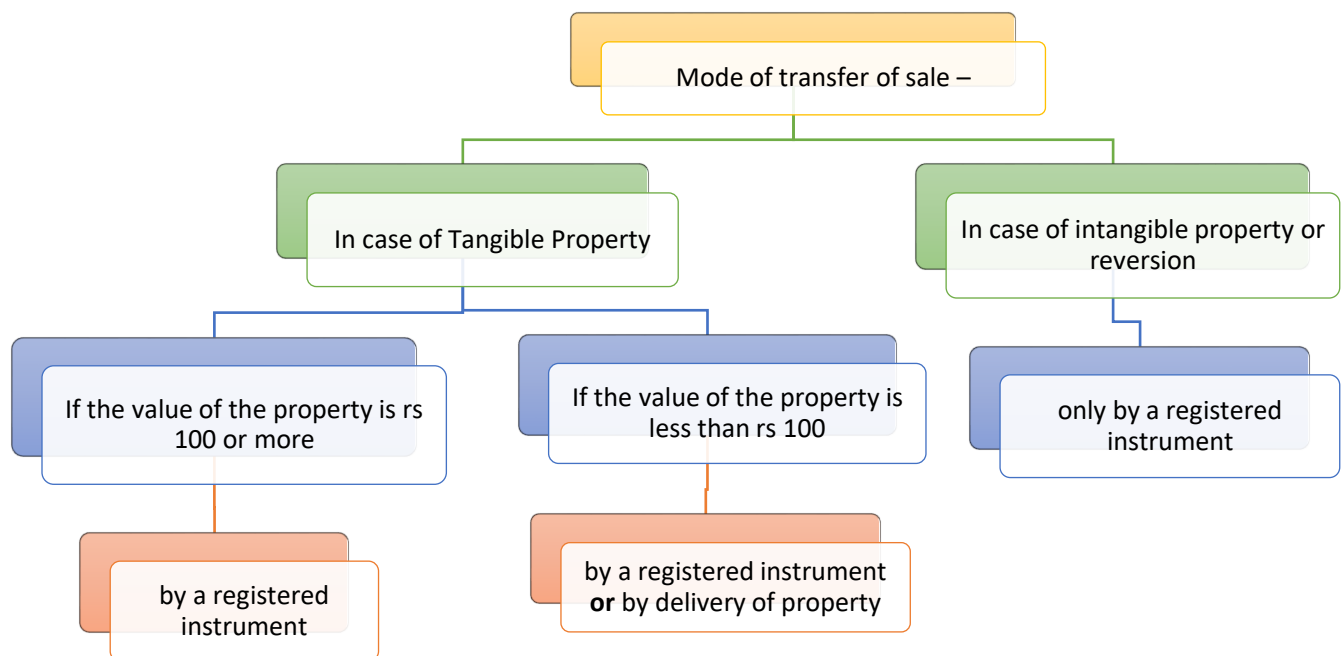 Mode of transfer of sale –
In case of Tangible Property
In case of intangible property or
reversion
If the value of the property is rs
100 or more
If the value of the property is
less than rs 100
only by a registered
instrument
by a registered
instrument
by a registered instrument
or by delivery of property